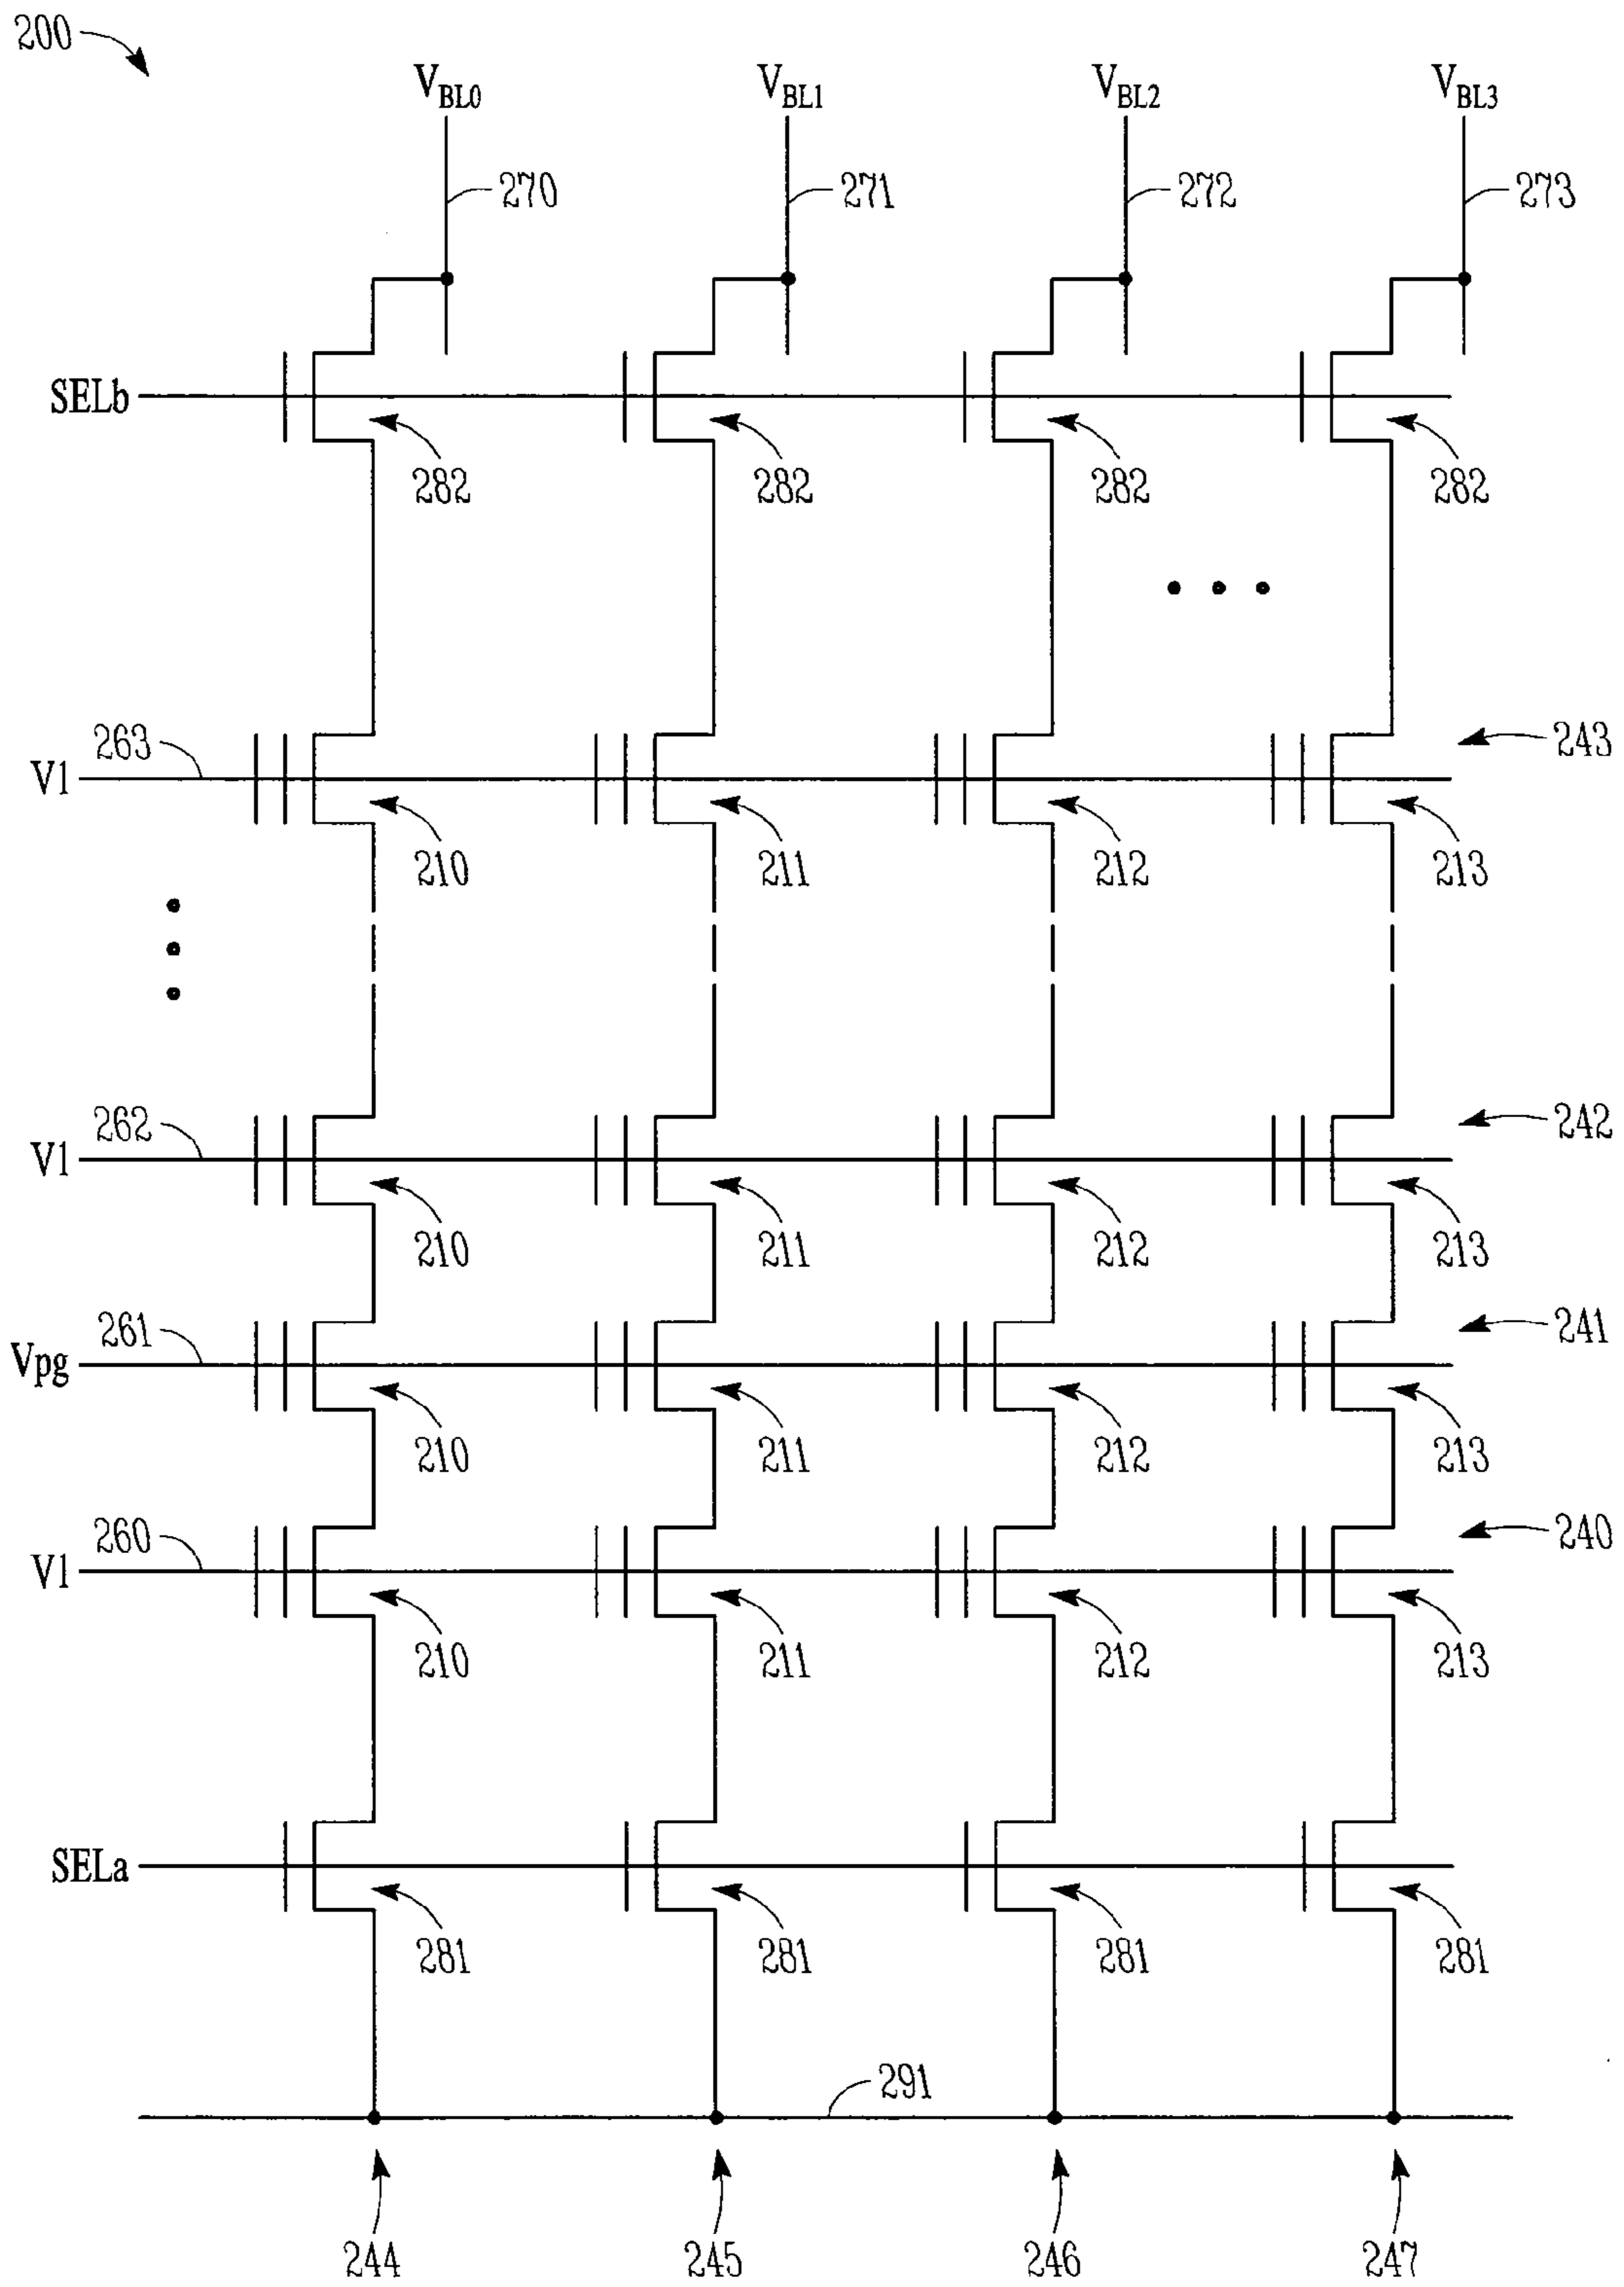 200
VBL0 VBL1 VBL2 VBL3
270 271 272 273
SELb
282 282 282 282
263 243
V1
210 211 212 213
262 242
V1
210 211 212 213
261 241
Vpg
210 211 212 213
260 240
V1
210 211 212 213
SELa
281 281 281 281
291
244 245 246 247